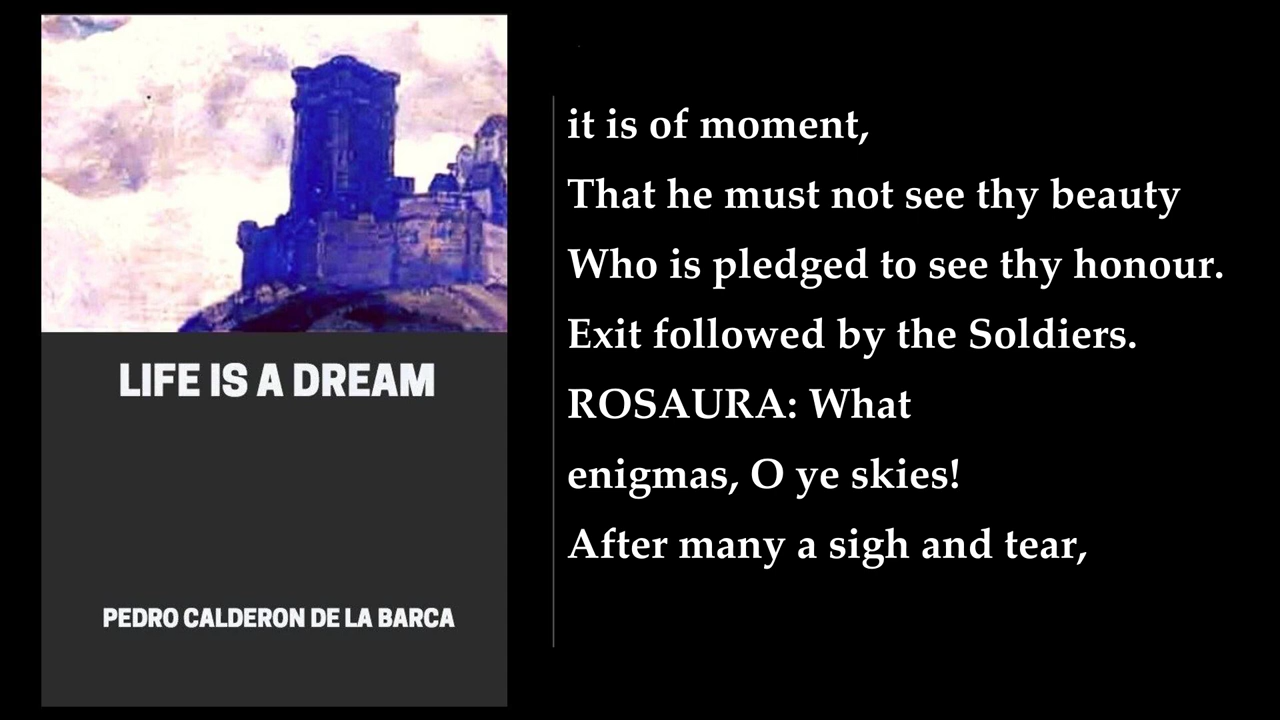 LIFE IS A DREAM
PEDRO CALDERON DE LA BARCA
it is of moment,
That he must not see thy beauty
Who is pledged to see thy honour.
Exit followed by the Soldiers.
ROSAURA: What
enigmas, O ye skies!
After many a sigh and tear,